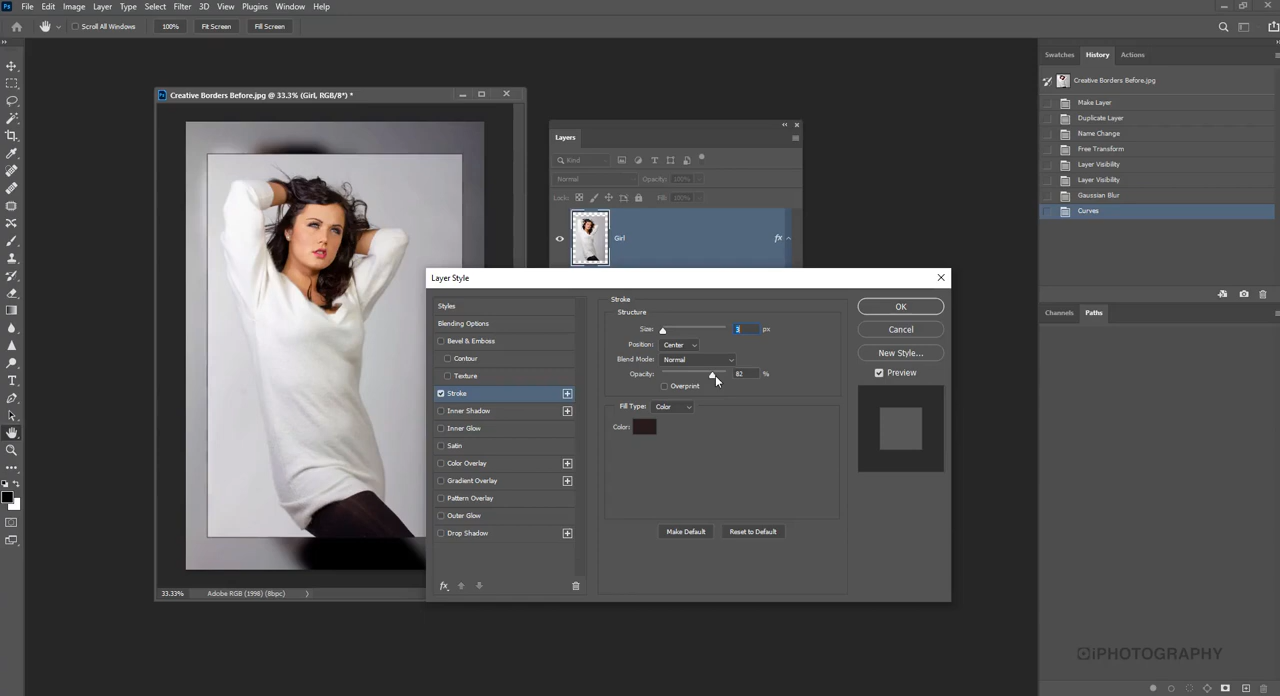 Ps File Edit Image Layer Type Select Filter 3D View Plugins Window Help
Scroll All Windows 100% Fit Screen Fill Screen
Swatches History Actions
Creative Borders Before.jpg
Make Layer
Duplicate Layer
Name Change
Free Transform
Layer Visibility
Layer Visibility
Gaussian Blur
Curves
Channels Paths
Ps Creative Borders Before.jpg @ 33.3% (Girl, RGB/8*) *
Layers
Kind
Normal Opacity: 100%
Lock: Fill: 100%
Girl fx
33.33% Adobe RGB (1998) (8bpc)
Layer Style
Styles
Blending Options
Bevel & Emboss
Contour
Texture
Stroke
Inner Shadow
Inner Glow
Satin
Color Overlay
Gradient Overlay
Pattern Overlay
Outer Glow
Drop Shadow
fx
Stroke
Structure
Size: 3 px
Position: Center
Blend Mode: Normal
Opacity: 82 %
Overprint
Fill Type: Color
Color:
Make Default Reset to Default
OK
Cancel
New Style...
Preview
iPHOTOGRAPHY